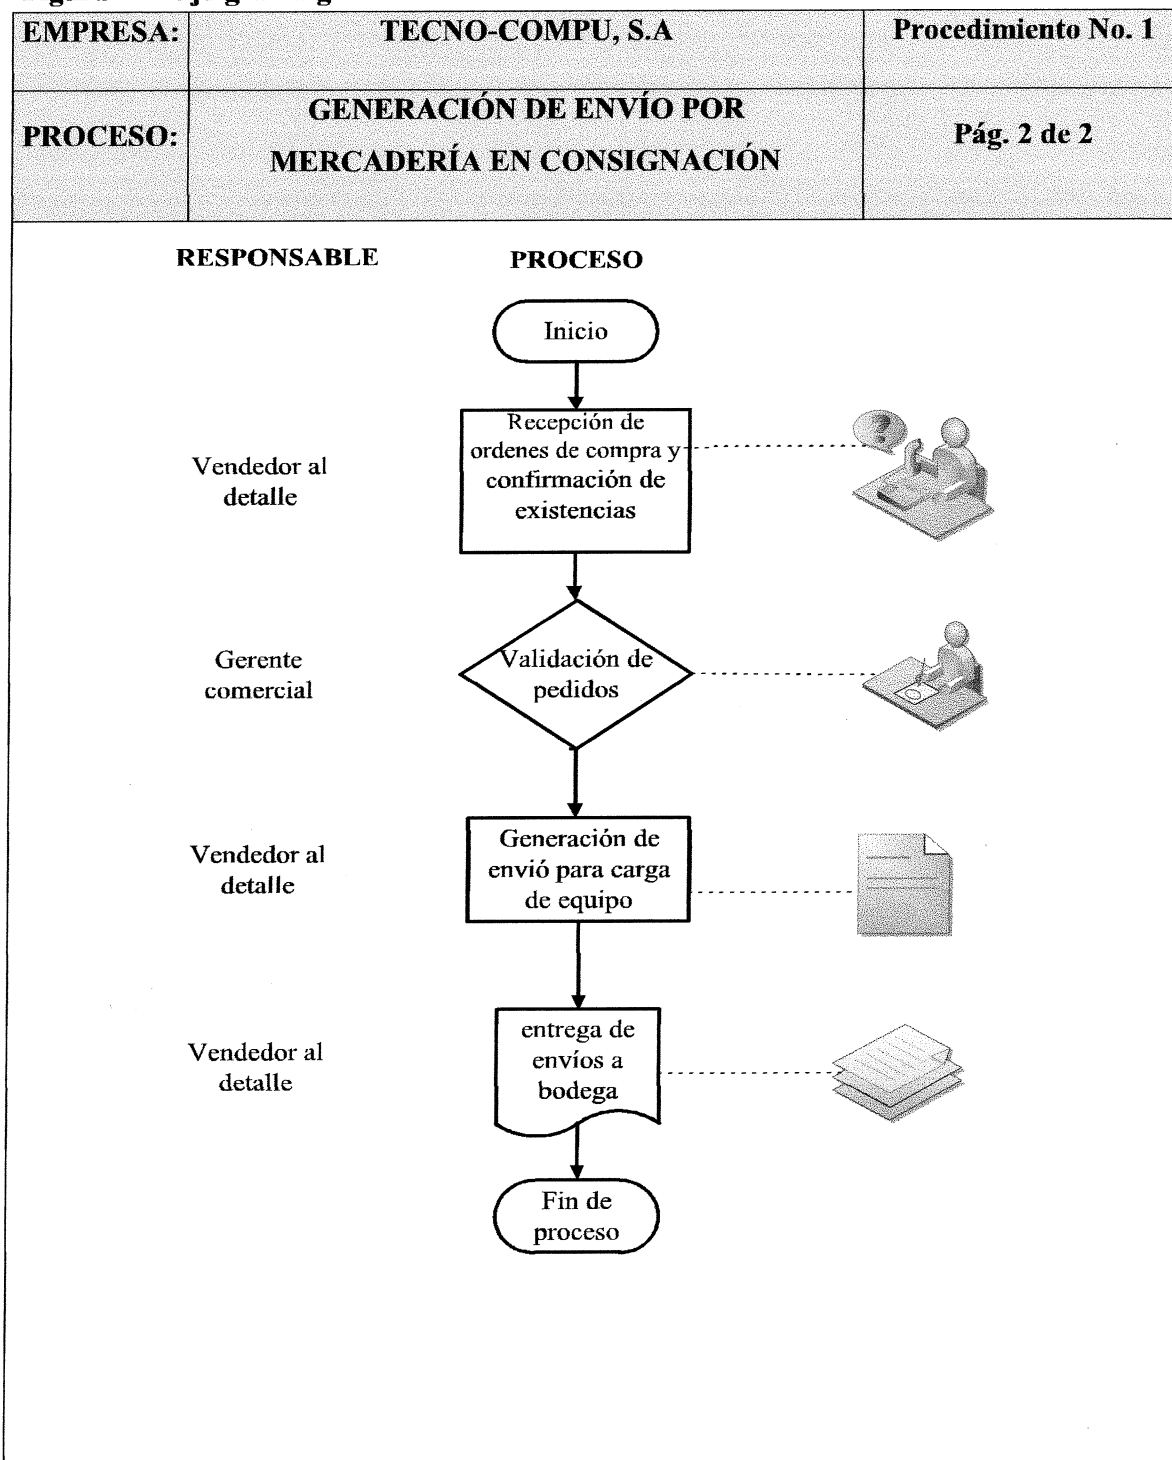 EMPRESA:
TECNO-COMPU, S.A
Procedimiento No. 1
PROCESO:
GENERACIÓN DE ENVÍO POR
MERCADERÍA EN CONSIGNACIÓN
Pág. 2 de 2
RESPONSABLE
PROCESO
Inicio
Vendedor al
detalle
Recepción de
ordenes de compra y
confirmación de
existencias
?
Gerente
comercial
Validación de
pedidos
Vendedor al
detalle
Generación de
envió para carga
de equipo
Vendedor al
detalle
entrega de
envíos a
bodega
Fin de
proceso